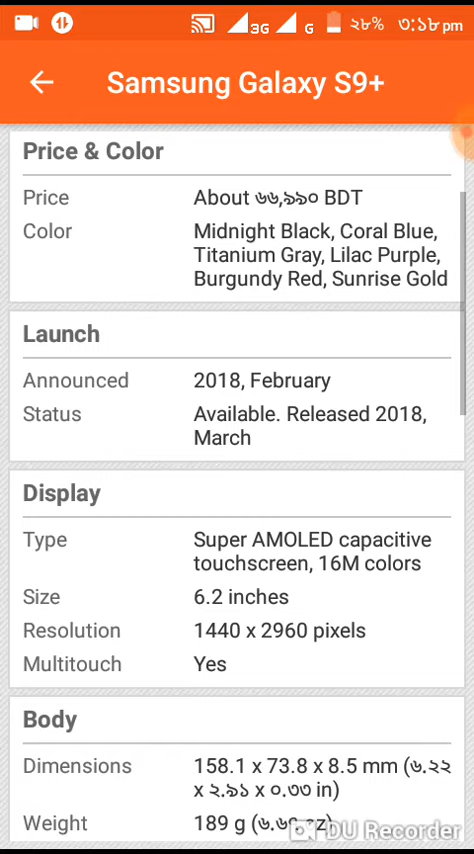 3G G ২৮% ৩:১৮ pm
Samsung Galaxy S9+
Price & Color
Price About ৬৬,৯৯০ BDT
Color Midnight Black, Coral Blue,
Titanium Gray, Lilac Purple,
Burgundy Red, Sunrise Gold
Launch
Announced 2018, February
Status Available. Released 2018,
March
Display
Type Super AMOLED capacitive
touchscreen, 16M colors
Size 6.2 inches
Resolution 1440 x 2960 pixels
Multitouch Yes
Body
Dimensions 158.1 x 73.8 x 8.5 mm (৬.২২
x ২.৯১ x ০.৩৩ in)
Weight 189 g
DU Recorder